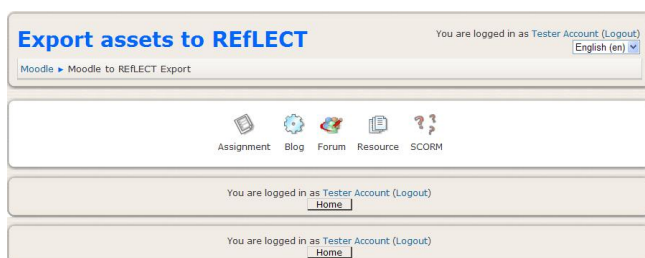 Export assets to REfLECT
You are logged in as Tester Account (Logout)
English (en)
Moodle ► Moodle to REfLECT Export
Assignment Blog Forum Resource SCORM
You are logged in as Tester Account (Logout)
Home
You are logged in as Tester Account (Logout)
Home